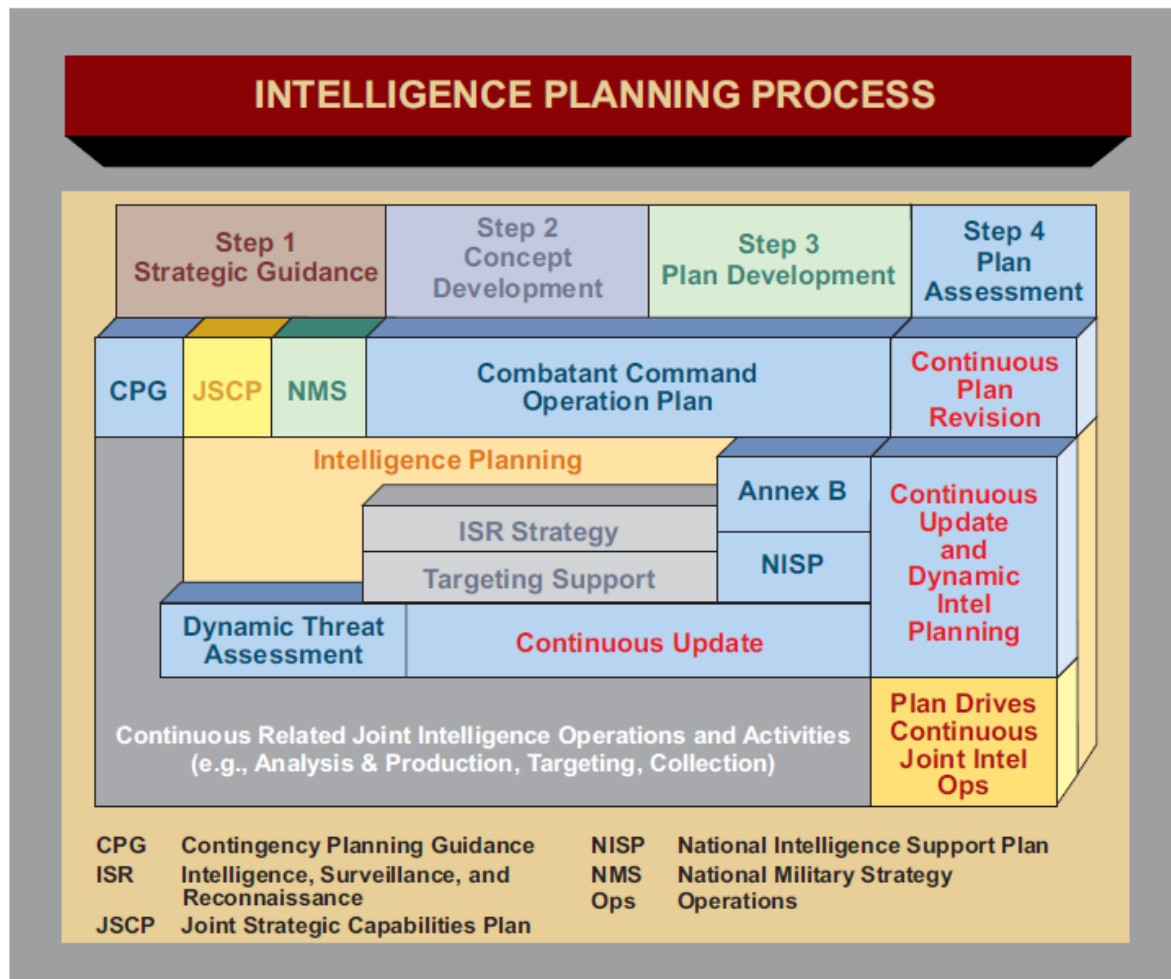 INTELLIGENCE PLANNING PROCESS
Step 1
Strategic Guidance
Step 2
Concept
Development
Step 3
Plan Development
Step 4
Plan
Assessment
CPG
JSCP
NMS
Combatant Command
Operation Plan
Continuous
Plan
Revision
Intelligence Planning
ISR Strategy
Targeting Support
Annex B
NISP
Continuous
Update
and
Dynamic
Intel
Planning
Dynamic Threat
Assessment
Continuous Update
Continuous Related Joint Intelligence Operations and Activities
(e.g., Analysis & Production, Targeting, Collection)
Plan Drives
Continuous
Joint Intel
Ops
CPG Contingency Planning Guidance
ISR Intelligence, Surveillance, and
Reconnaissance
JSCP Joint Strategic Capabilities Plan
NISP National Intelligence Support Plan
NMS National Military Strategy
Ops Operations